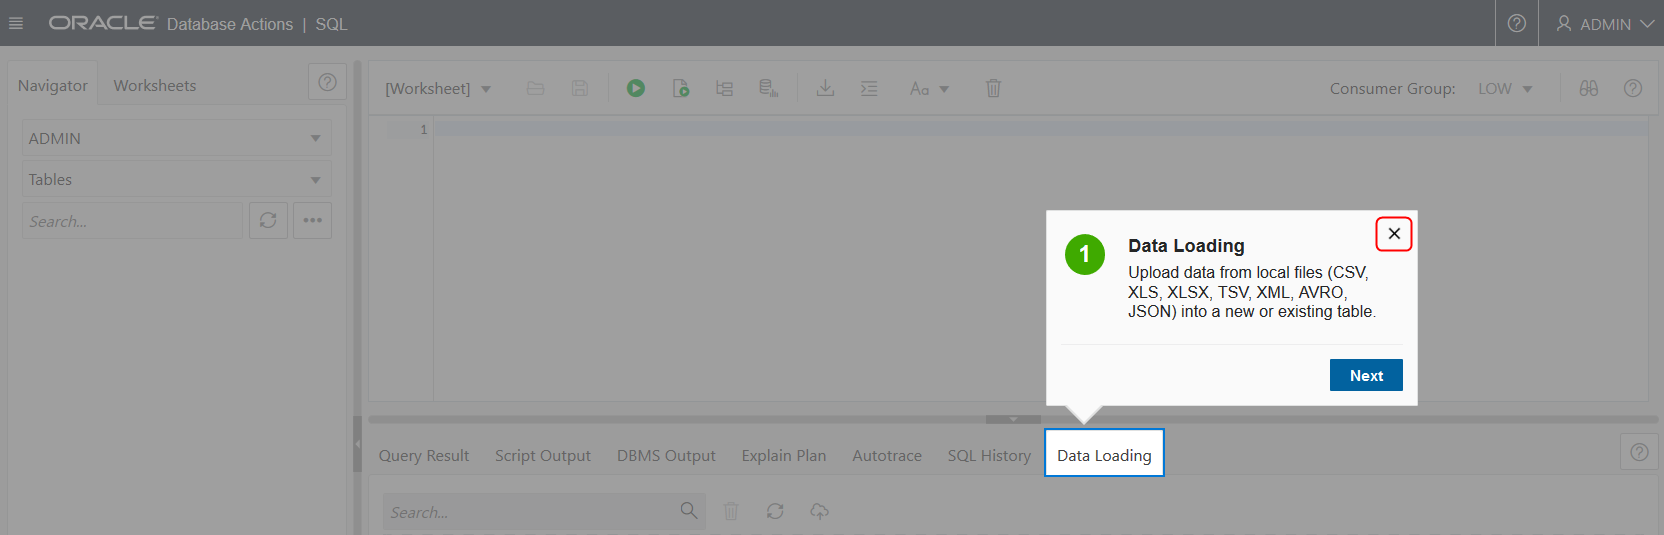 ORACLE Database Actions | SQL
ADMIN
Navigator
Worksheets
[Worksheet]
Aa
Consumer Group: LOW
ADMIN
Tables
Search...
1
1
Data Loading
Upload data from local files (CSV,
XLS, XLSX, TSV, XML, AVRO,
JSON) into a new or existing table.
Next
Query Result
Script Output
DBMS Output
Explain Plan
Autotrace
SQL History
Data Loading
Search...